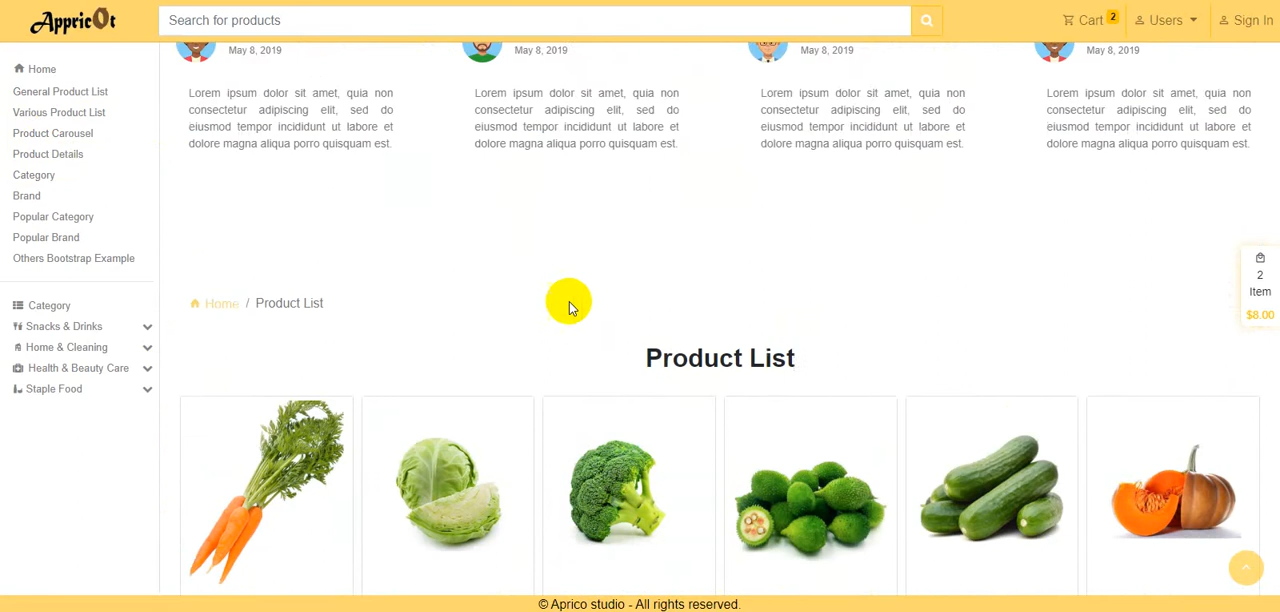 Appricot
Search for products
Cart 2
Users
Sign In
May 8, 2019
May 8, 2019
May 8, 2019
May 8, 2019
Home
General Product List
Various Product List
Product Carousel
Product Details
Category
Brand
Popular Category
Popular Brand
Others Bootstrap Example
Category
Snacks & Drinks
Home & Cleaning
Health & Beauty Care
Staple Food
Lorem ipsum dolor sit amet, quia non
consectetur adipiscing elit, sed do
eiusmod tempor incididunt ut labore et
dolore magna aliqua porro quisquam est.
Lorem ipsum dolor sit amet, quia non
consectetur adipiscing elit, sed do
eiusmod tempor incididunt ut labore et
dolore magna aliqua porro quisquam est.
Lorem ipsum dolor sit amet, quia non
consectetur adipiscing elit, sed do
eiusmod tempor incididunt ut labore et
dolore magna aliqua porro quisquam est.
Lorem ipsum dolor sit amet, quia non
consectetur adipiscing elit, sed do
eiusmod tempor incididunt ut labore et
dolore magna aliqua porro quisquam est.
2
Item
$8.00
Home / Product List
Product List
© Aprico studio - All rights reserved.